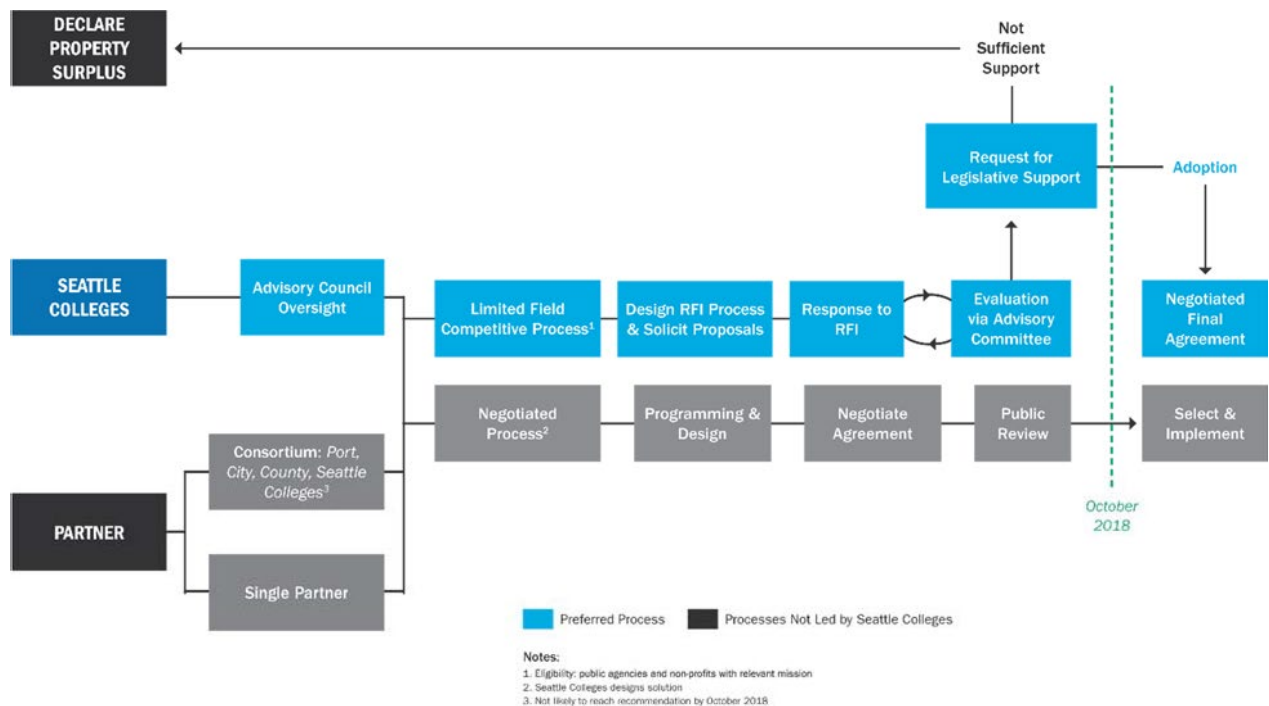 DECLARE
PROPERTY
SURPLUS
Not
Sufficient
Support
Request for
Legislative Support
Adoption
SEATTLE
COLLEGES
Advisory Council
Oversight
Limited Field
Competitive Process¹
Design RFI Process
& Solicit Proposals
Response to
RFI
Evaluation
via Advisory
Committee
Negotiated
Final
Agreement
Negotiated
Process²
Programming &
Design
Negotiate
Agreement
Public
Review
Select &
Implement
Consortium: Port,
City, County, Seattle
Colleges³
PARTNER
Single Partner
October
2018
Preferred Process
Processes Not Led by Seattle Colleges
Notes:
1. Eligibility: public agencies and non-profits with relevant mission
2. Seattle Colleges designs solution
3. Not likely to reach recommendation by October 2018